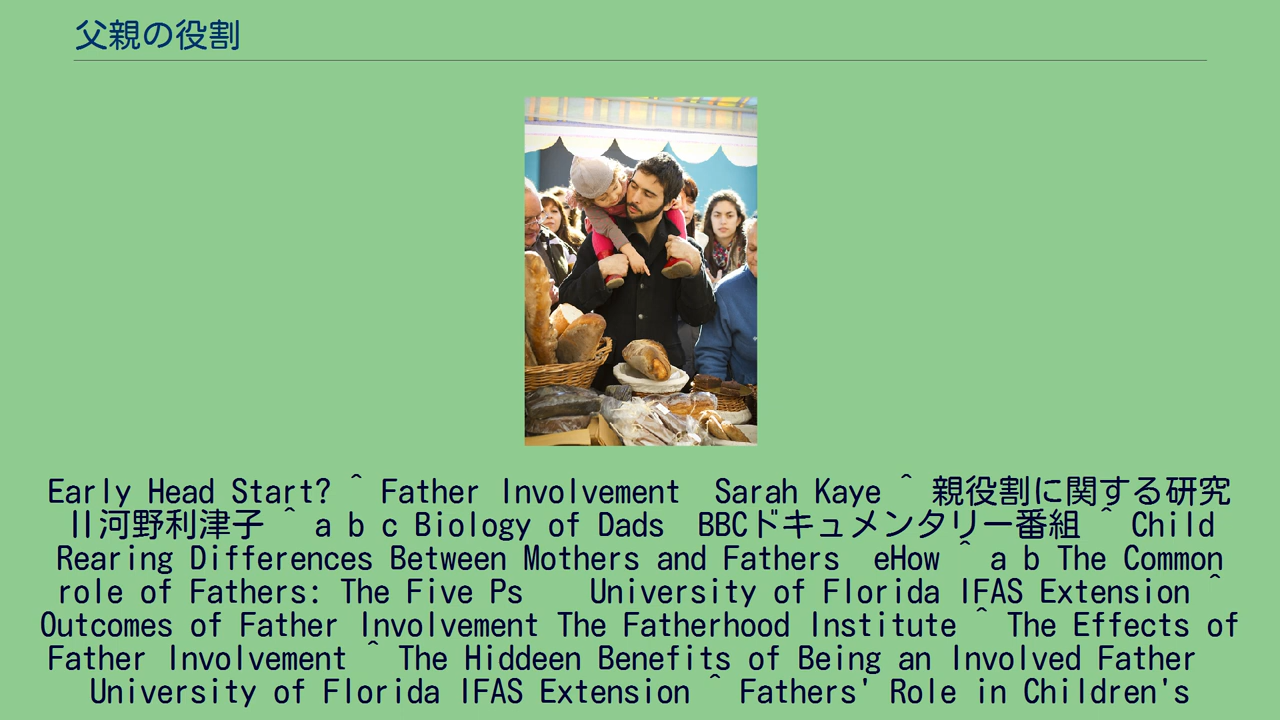 父親の役割
Early Head Start? ^ Father Involvement  Sarah Kaye ^ 親役割に関する研究
II河野利津子 ^ a b c Biology of Dads  BBCドキュメンタリー番組 ^ Child
Rearing Differences Between Mothers and Fathers  eHow ^ a b The Common
role of Fathers: The Five Ps    University of Florida IFAS Extension ^
Outcomes of Father Involvement The Fatherhood Institute ^ The Effects of
Father Involvement ^ The Hiddeen Benefits of Being an Involved Father
University of Florida IFAS Extension ^ Fathers' Role in Children's